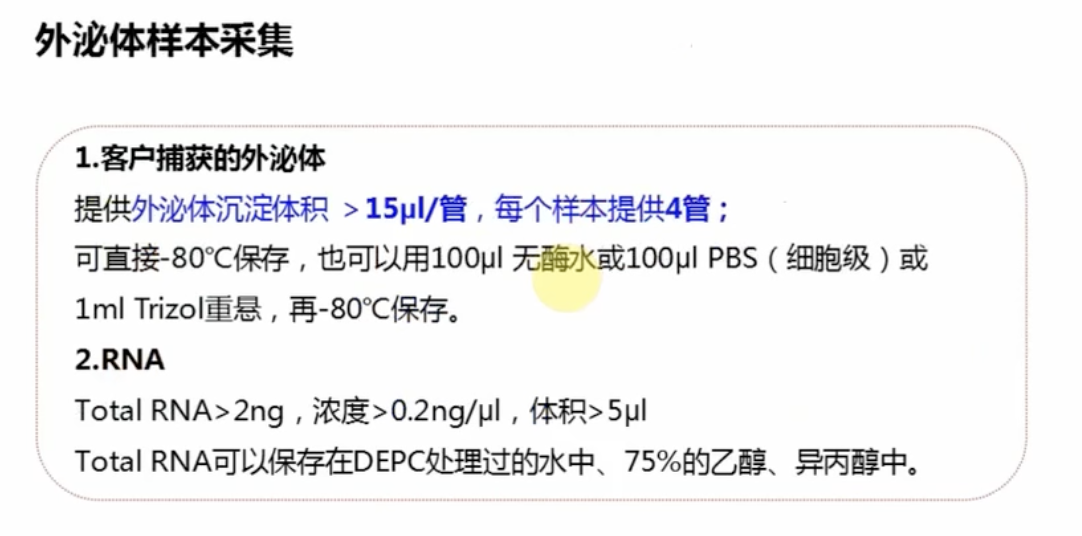 外泌体样本采集
1.客户捕获的外泌体
提供外泌体沉淀体积 >15μl/管，每个样本提供4管；
可直接-80℃保存，也可以用100μl 无酶水或100μl PBS（细胞级）或
1ml Trizol重悬，再-80℃保存。
2.RNA
Total RNA>2ng，浓度>0.2ng/μl，体积>5μl
Total RNA可以保存在DEPC处理过的水中、75%的乙醇、异丙醇中。